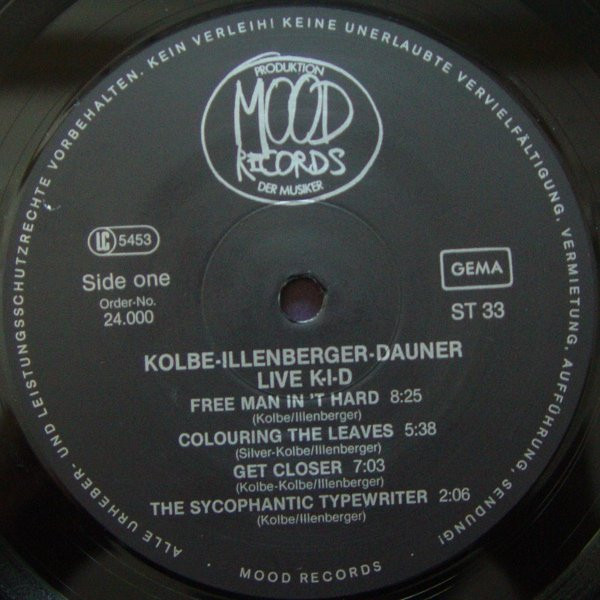 ALLE URHEBER- UND LEISTUNGSSCHUTZRECHTE VORBEHALTEN. KEIN VERLEIH! KEINE UNERLAUBTE VERVIELFÄLTIGUNG, VERMIETUNG, AUFFÜHRUNG, SENDUNG!
PRODUKTION
MOOD
RECORDS
DER MUSIKER
LC 5453
GEMA
Side one
Order-No.
24.000
ST 33
KOLBE-ILLENBERGER-DAUNER
LIVE K-I-D
FREE MAN IN 'T HARD 8:25
(Kolbe/Illenberger)
COLOURING THE LEAVES 5:38
(Silver-Kolbe/Illenberger)
GET CLOSER 7:03
(Kolbe-Kolbe/Illenberger)
THE SYCOPHANTIC TYPEWRITER 2:06
(Kolbe/Illenberger)
MOOD RECORDS